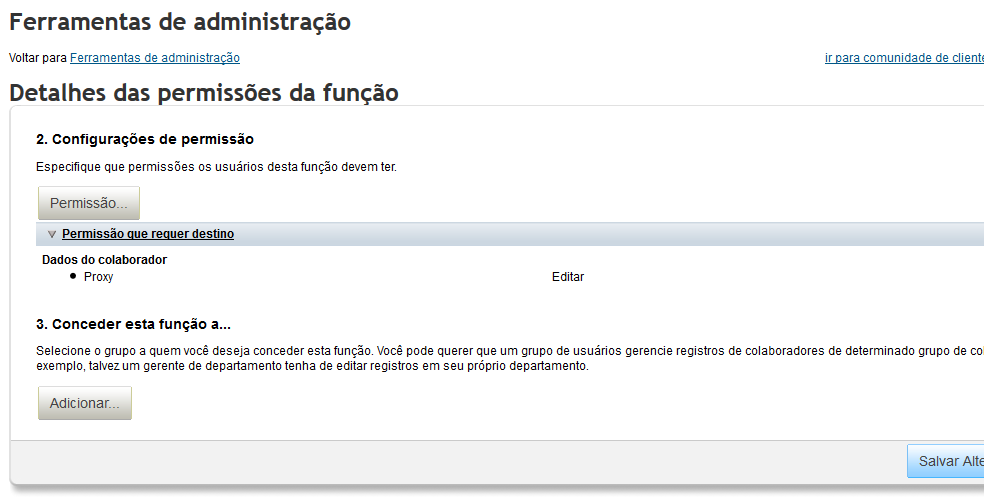 Ferramentas de administração
Voltar para Ferramentas de administração
ir para comunidade de cliente
Detalhes das permissões da função
2. Configurações de permissão
Especifique que permissões os usuários desta função devem ter.
Permissão...
Permissão que requer destino
Dados do colaborador
Proxy
Editar
3. Conceder esta função a...
Selecione o grupo a quem você deseja conceder esta função. Você pode querer que um grupo de usuários gerencie registros de colaboradores de determinado grupo de co
exemplo, talvez um gerente de departamento tenha de editar registros em seu próprio departamento.
Adicionar...
Salvar Alte